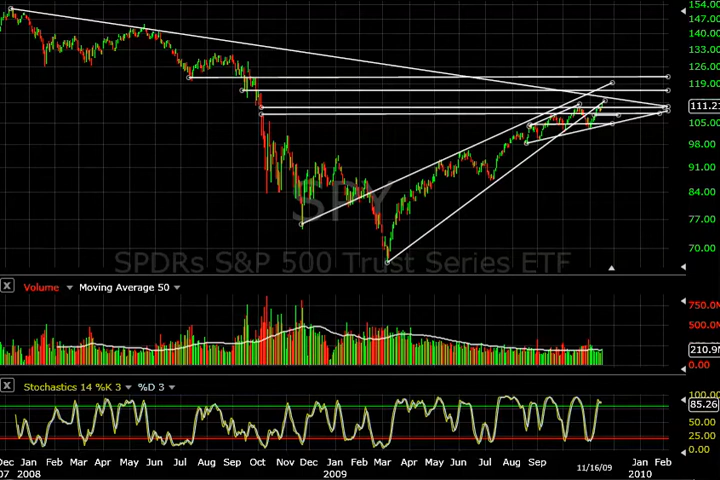 154.00
147.00
140.00
133.00
126.00
119.00
111.23
105.00
98.00
91.00
84.00
77.00
70.00
SPY
SPDRs S&P 500 Trust Series ETF
X Volume Moving Average 50
750.0M
500.0M
210.9M
0.00
X Stochastics 14 %K 3 %D 3
100.00
85.26
50.00
25.00
0.00
Dec Jan Feb Mar Apr May Jun Jul Aug Sep Oct Nov Dec Jan Feb Mar Apr May Jun Jul Aug Sep 11/16/09 Jan Feb
07 2008 2009 2010